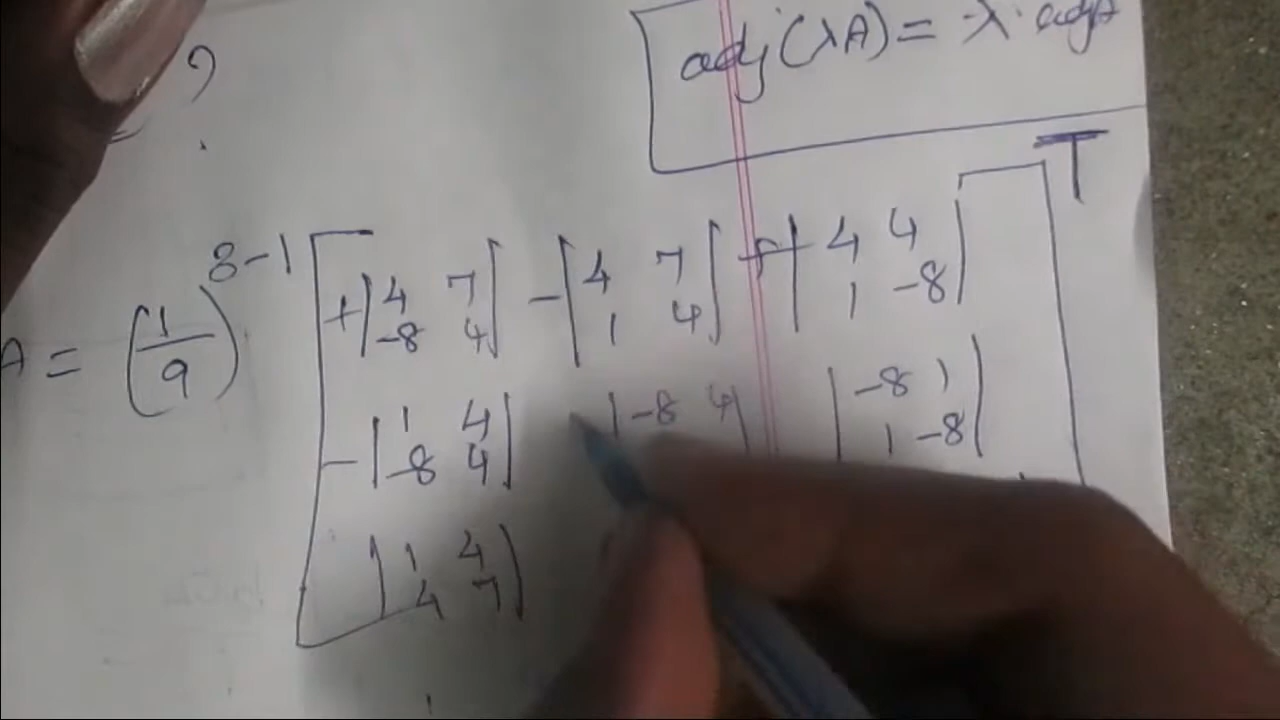 ?
adj(λA) = λ. adjA
T
A = (1/9)^3-1 [ +|4 7| -|4 7| +|4 4|
|-8 4| |1 4| |1 -8|
-|1 4| |-8 4| |-8 1|
|-8 4| |1 -8|
|1 4|
|4 7|